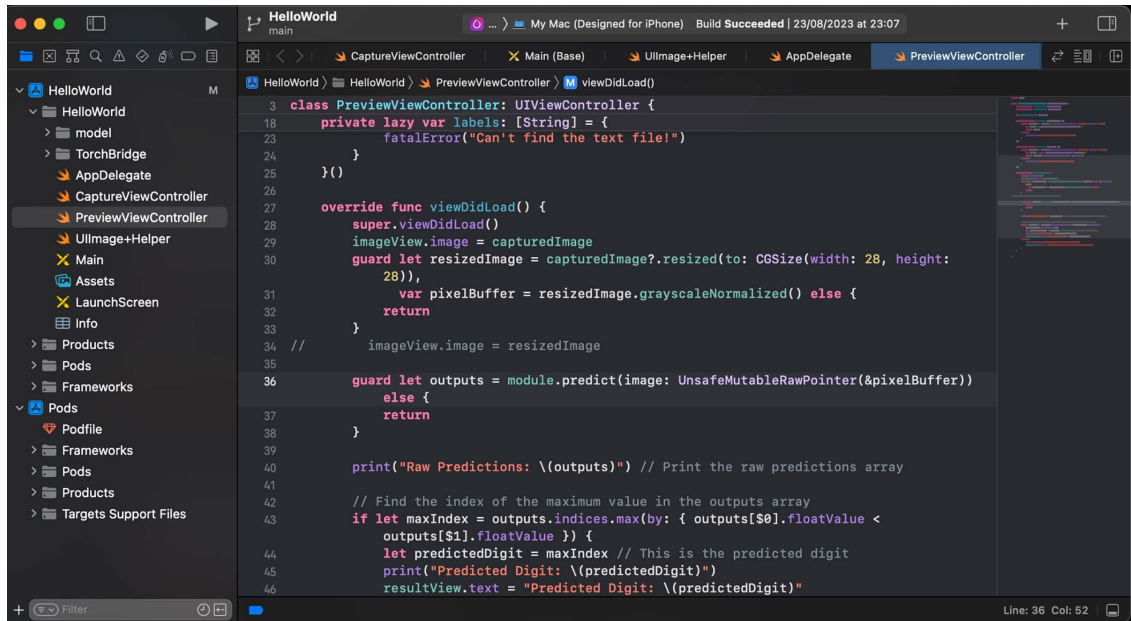 HelloWorld
main
... 〉 My Mac (Designed for iPhone) Build Succeeded | 23/08/2023 at 23:07
CaptureViewController
Main (Base)
UIImage+Helper
AppDelegate
PreviewViewController
HelloWorld 〉 HelloWorld 〉 PreviewViewController 〉 M viewDidLoad()
HelloWorld M
HelloWorld
model
TorchBridge
AppDelegate
CaptureViewController
PreviewViewController
UIImage+Helper
Main
Assets
LaunchScreen
Info
Products
Pods
Frameworks
Pods
Podfile
Frameworks
Pods
Products
Targets Support Files
Filter
3 class PreviewViewController: UIViewController {
18 private lazy var labels: [String] = {
23 fatalError("Can't find the text file!")
24 }
25 }()
26
27 override func viewDidLoad() {
28 super.viewDidLoad()
29 imageView.image = capturedImage
30 guard let resizedImage = capturedImage?.resized(to: CGSize(width: 28, height:
28)),
31 var pixelBuffer = resizedImage.grayscaleNormalized() else {
32 return
33 }
34 // imageView.image = resizedImage
35
36 guard let outputs = module.predict(image: UnsafeMutableRawPointer(&pixelBuffer))
else {
37 return
38 }
39
40 print("Raw Predictions: \(outputs)") // Print the raw predictions array
41
42 // Find the index of the maximum value in the outputs array
43 if let maxIndex = outputs.indices.max(by: { outputs[$0].floatValue <
outputs[$1].floatValue }) {
44 let predictedDigit = maxIndex // This is the predicted digit
45 print("Predicted Digit: \(predictedDigit)")
46 resultView.text = "Predicted Digit: \(predictedDigit)"
Line: 36 Col: 52